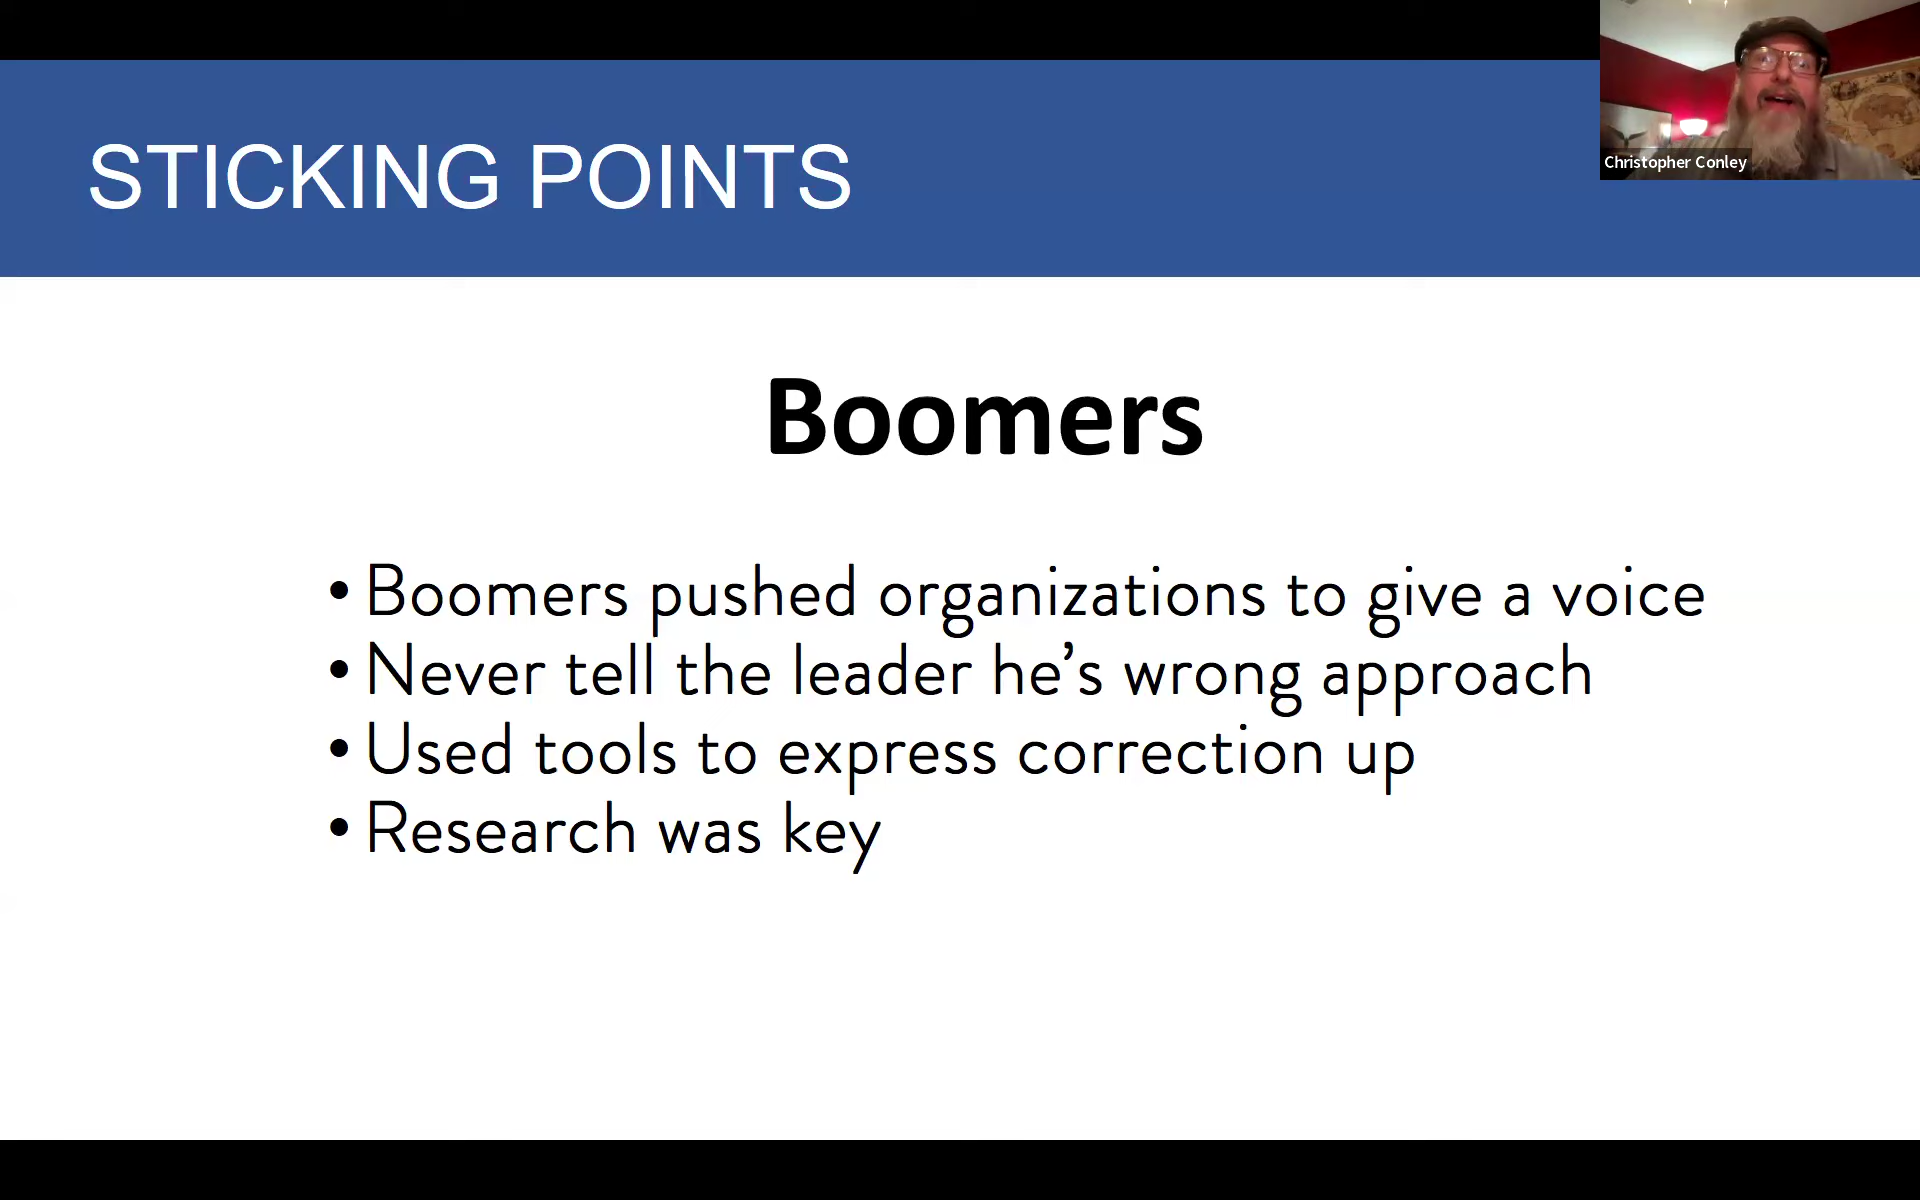 STICKING POINTS
Christopher Conley
Boomers
• Boomers pushed organizations to give a voice
• Never tell the leader he’s wrong approach
• Used tools to express correction up
• Research was key